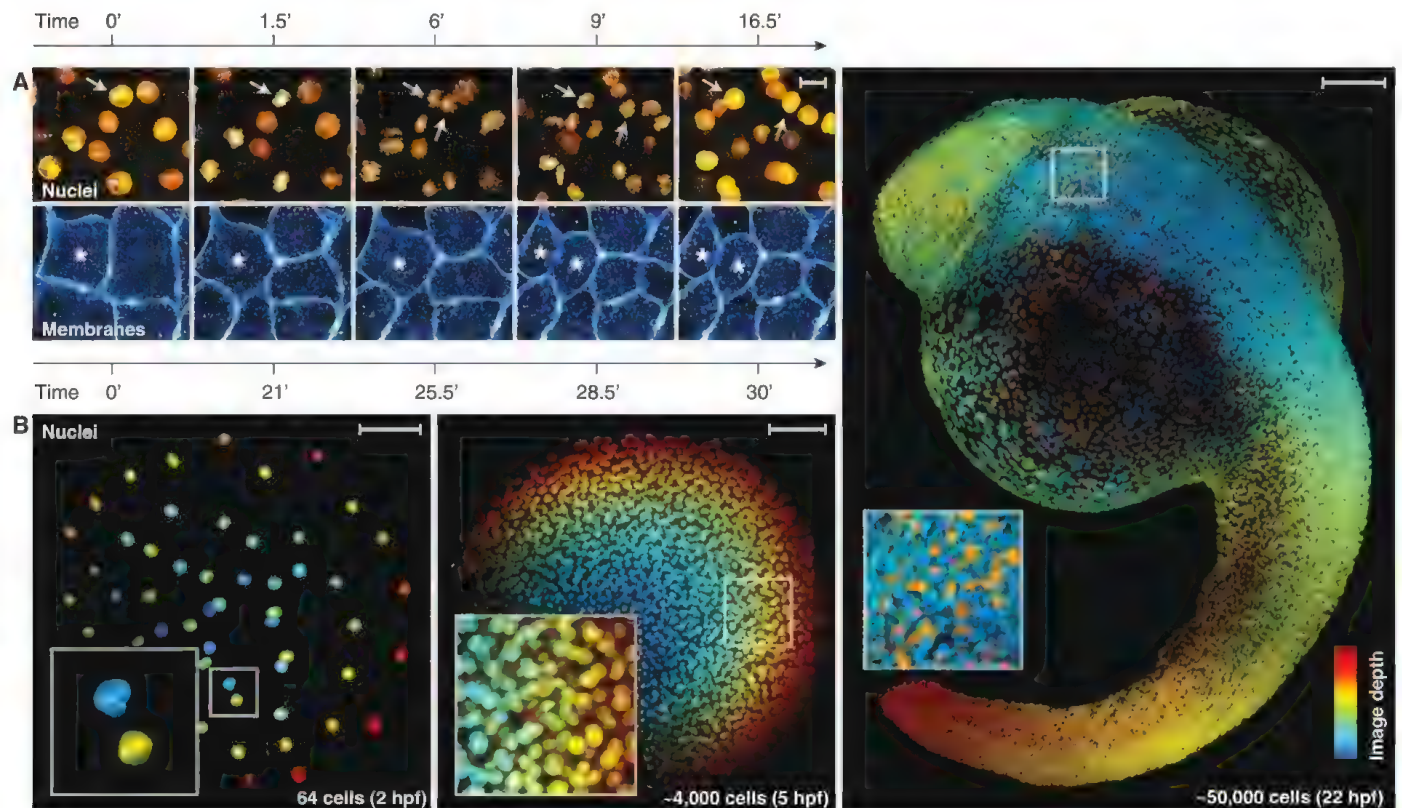 Time 0' 1.5' 6' 9' 16.5'
A
Nuclei
Membranes
Time 0' 21' 25.5' 28.5' 30'
B
Nuclei
64 cells (2 hpf)
~4,000 cells (5 hpf)
Image depth
~50,000 cells (22 hpf)